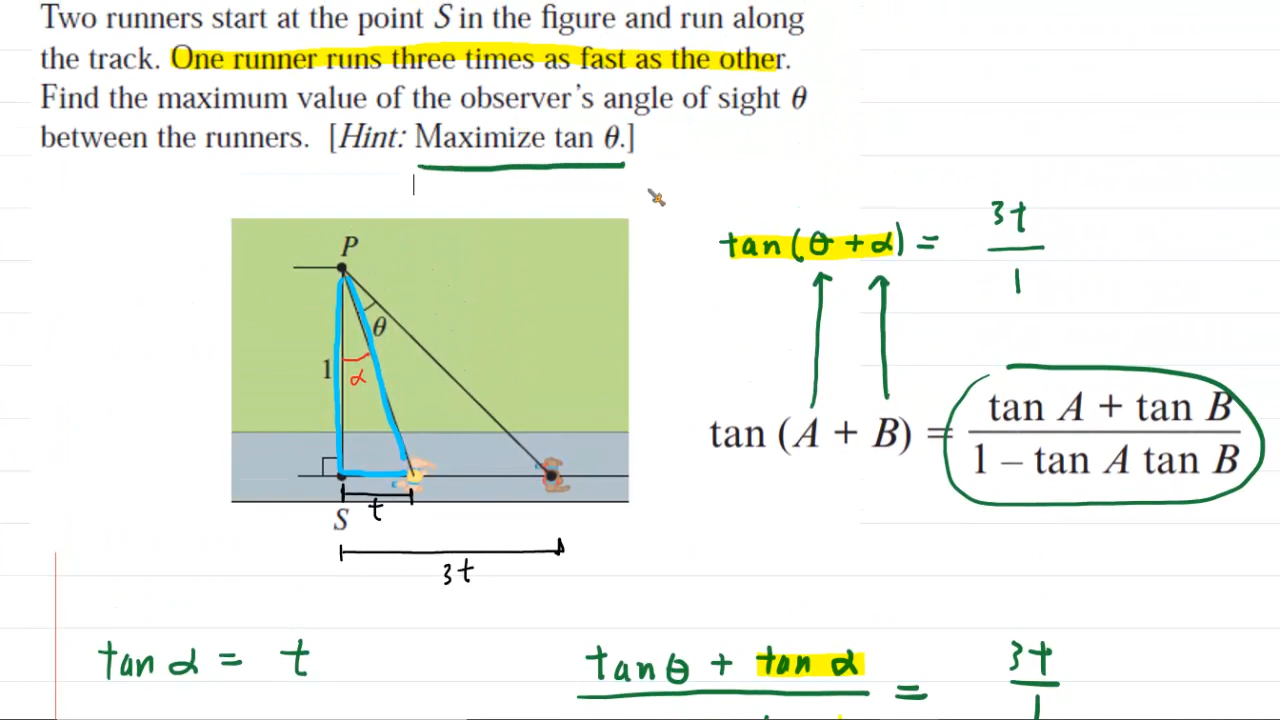 Two runners start at the point S in the figure and run along
the track. One runner runs three times as fast as the other.
Find the maximum value of the observer's angle of sight θ
between the runners. [Hint: Maximize tan θ.]
tan(θ + α) = 3t
1
P
θ
1
α
tan (A + B) = tan A + tan B
1 – tan A tan B
S
t
3t
tan α = t
tan θ + tan α = 3t
1